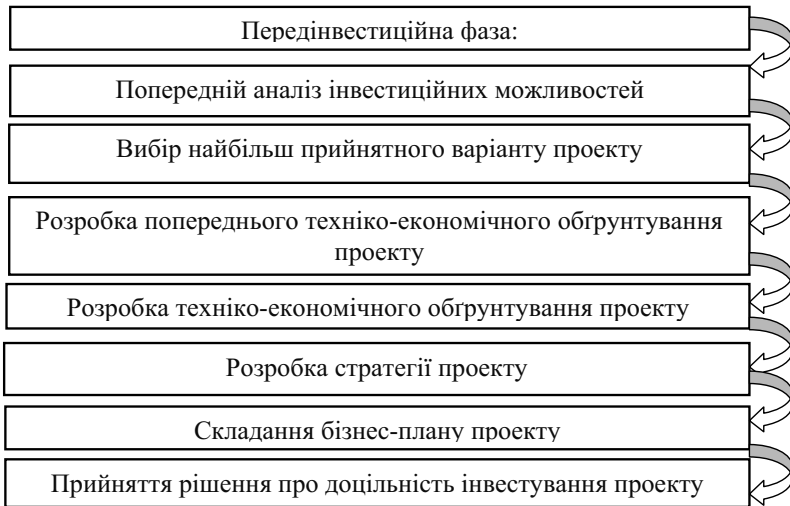 Передінвестиційна фаза:
Попередній аналіз інвестиційних можливостей
Вибір найбільш прийнятного варіанту проекту
Розробка попереднього техніко-економічного обґрунтування
проекту
Розробка техніко-економічного обґрунтування проекту
Розробка стратегії проекту
Складання бізнес-плану проекту
Прийняття рішення про доцільність інвестування проекту